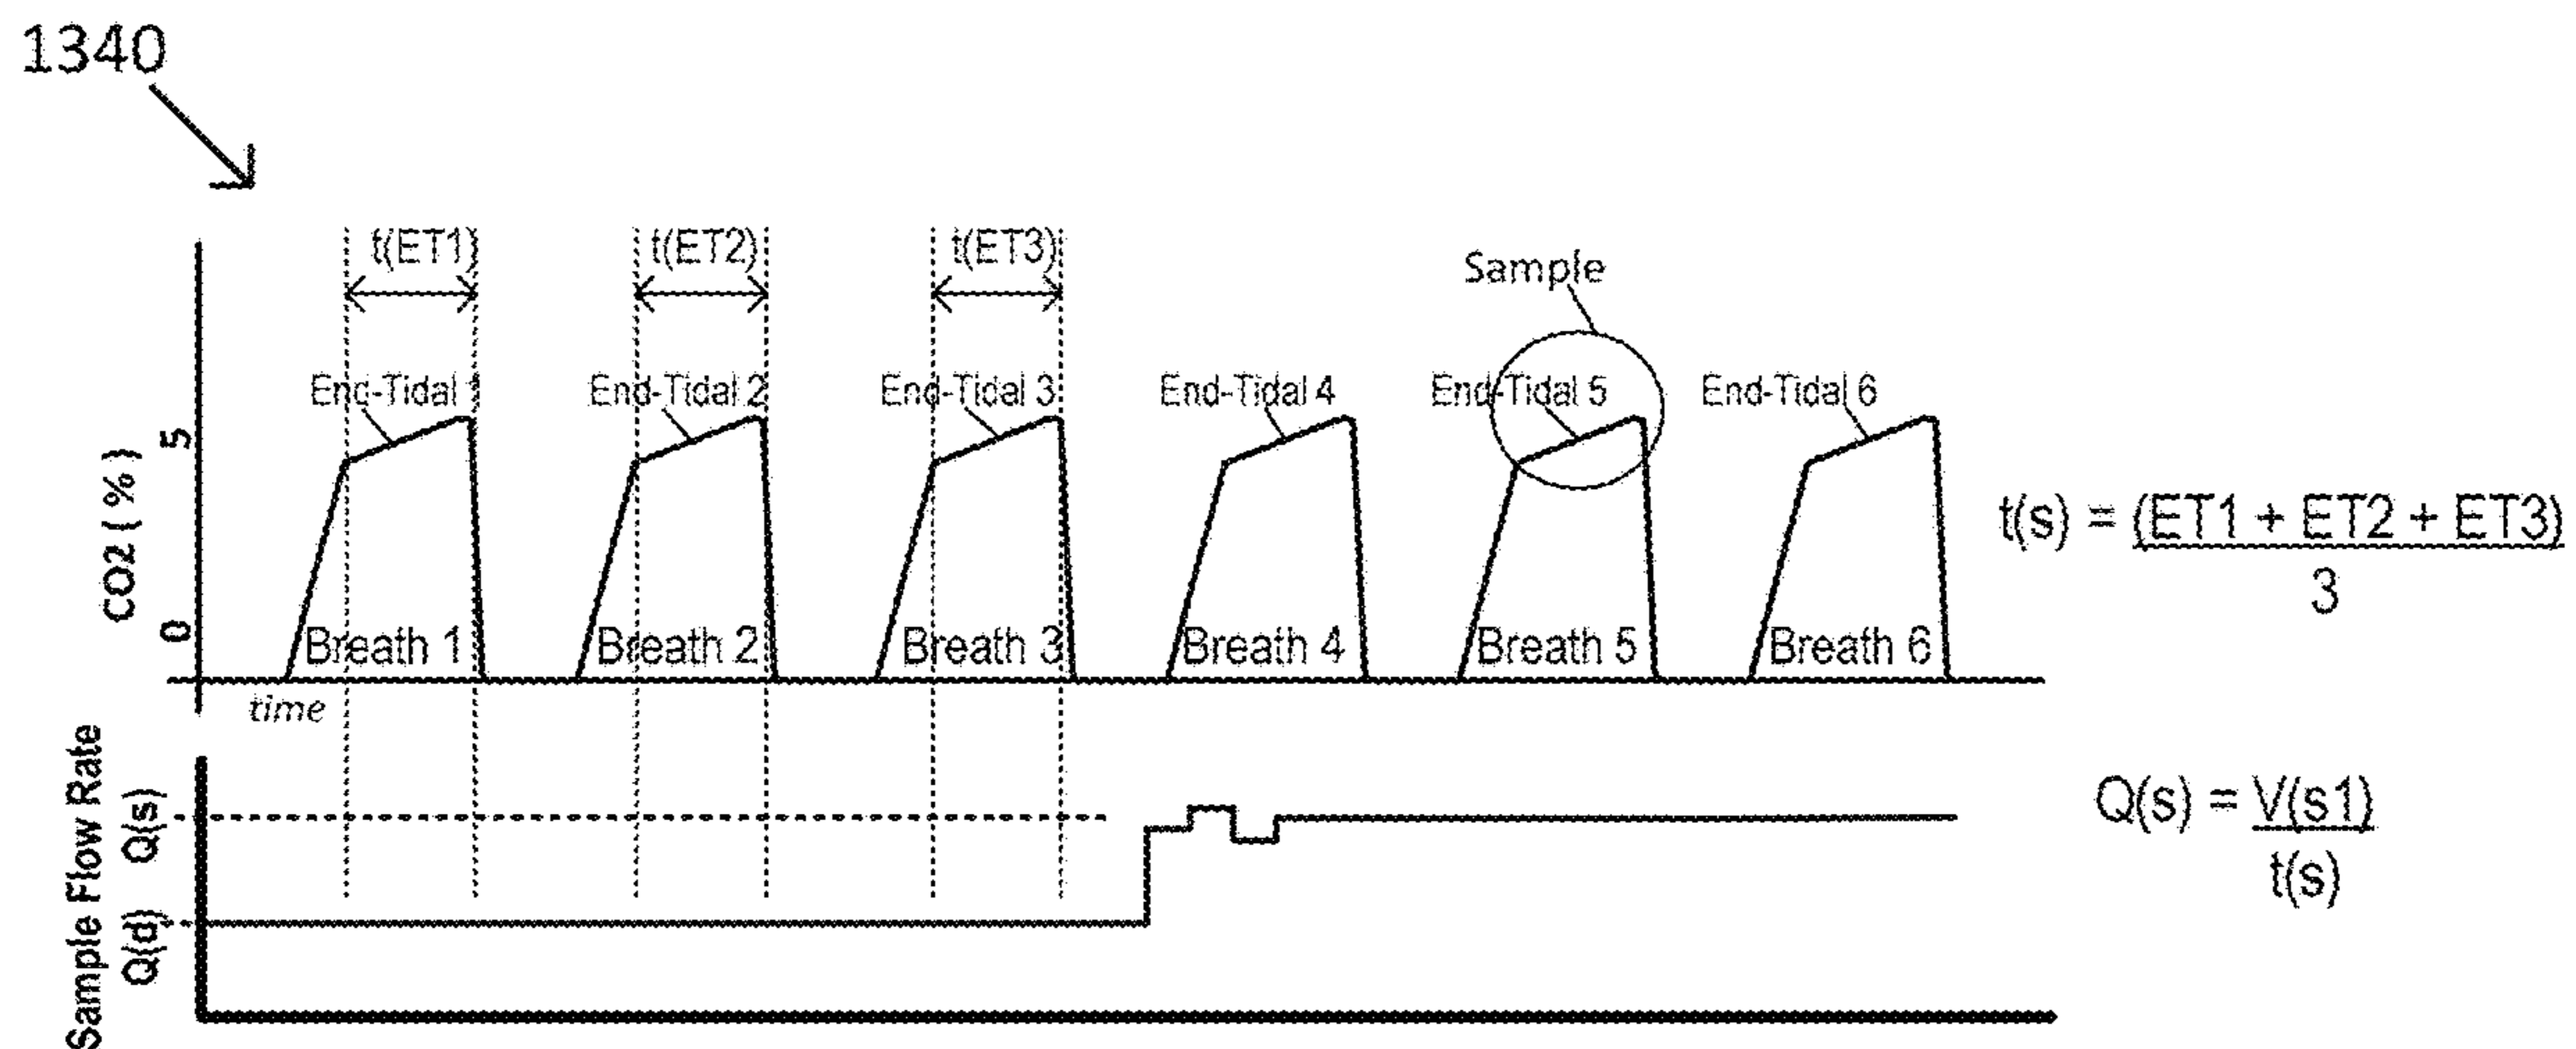 1340
t(ET1) t(ET2) t(ET3)
Sample
End-Tidal 1 End-Tidal 2 End-Tidal 3 End-Tidal 4 End-Tidal 5 End-Tidal 6
CO2 ( % )
5
0
t(s) = (ET1 + ET2 + ET3)
3
Breath 1 Breath 2 Breath 3 Breath 4 Breath 5 Breath 6
time
Sample Flow Rate
Q(s)
Q(d)
Q(s) = V(s1)
t(s)